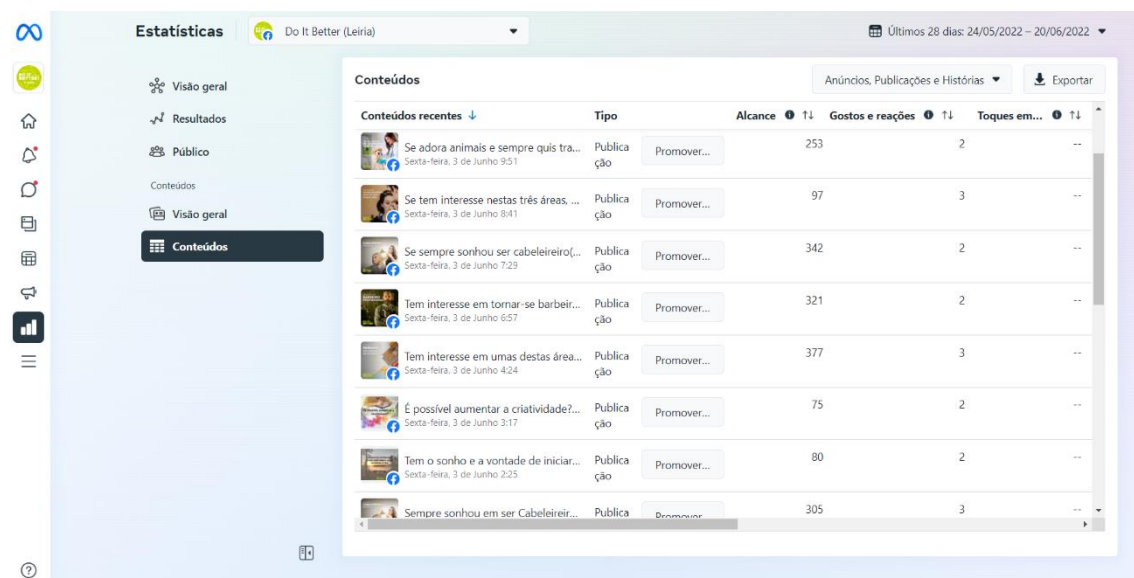 Estatísticas
Do It Better (Leiria)
Últimos 28 dias: 24/05/2022 – 20/06/2022
Visão geral
Resultados
Público
Conteúdos
Visão geral
Conteúdos
Conteúdos
Anúncios, Publicações e Histórias
Exportar
Conteúdos recentes ↓ Tipo Alcance Gostos e reações Toques em...
Se adora animais e sempre quis tra... Publica Promover... 253 2 --
Sexta-feira, 3 de Junho 9:51 ção
Se tem interesse nestas três áreas, ... Publica Promover... 97 3 --
Sexta-feira, 3 de Junho 8:41 ção
Se sempre sonhou ser cabeleireiro(... Publica Promover... 342 2 --
Sexta-feira, 3 de Junho 7:29 ção
Tem interesse em tornar-se barbeir... Publica Promover... 321 2 --
Sexta-feira, 3 de Junho 6:57 ção
Tem interesse em umas destas área... Publica Promover... 377 3 --
Sexta-feira, 3 de Junho 4:24 ção
É possível aumentar a criatividade?... Publica Promover... 75 2 --
Sexta-feira, 3 de Junho 3:17 ção
Tem o sonho e a vontade de iniciar... Publica Promover... 80 2 --
Sexta-feira, 3 de Junho 2:25 ção
Sempre sonhou em ser Cabeleireir... Publica Promover... 305 3 --